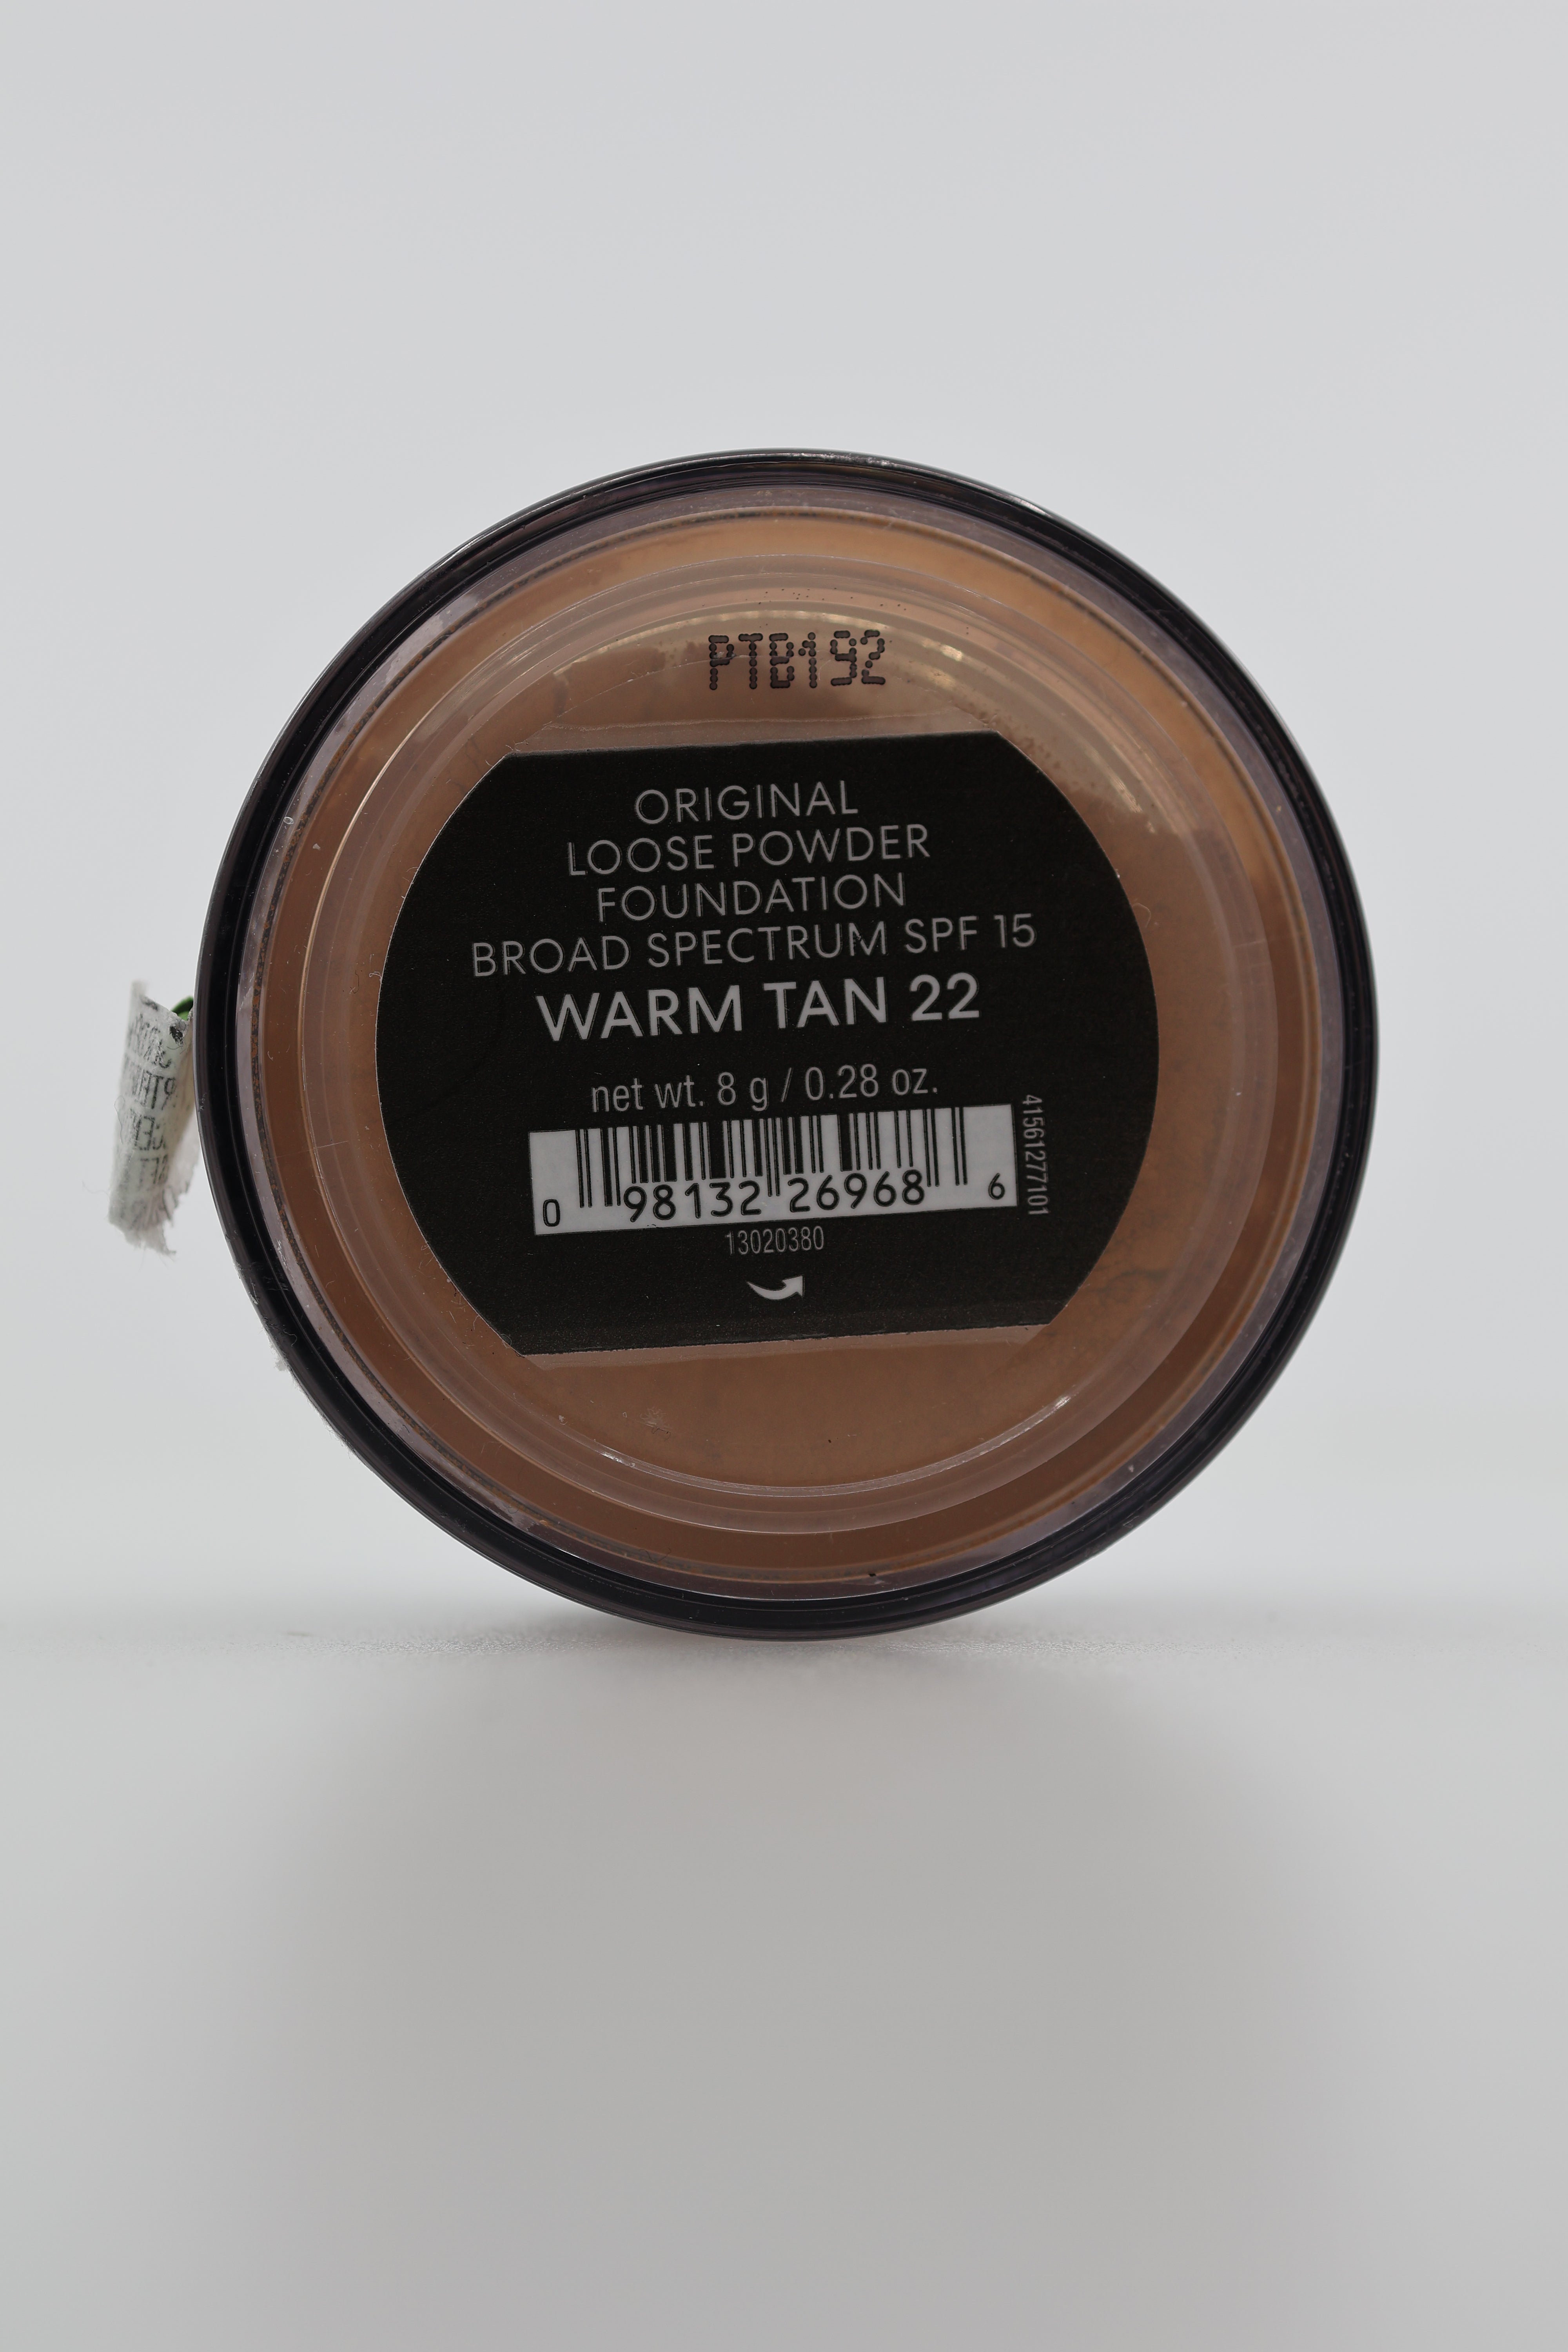 PTB192
ORIGINAL
LOOSE POWDER
FOUNDATION
BROAD SPECTRUM SPF 15
WARM TAN 22
net wt. 8 g / 0.28 oz.
0 98132 26968 6
4156127101
13020380